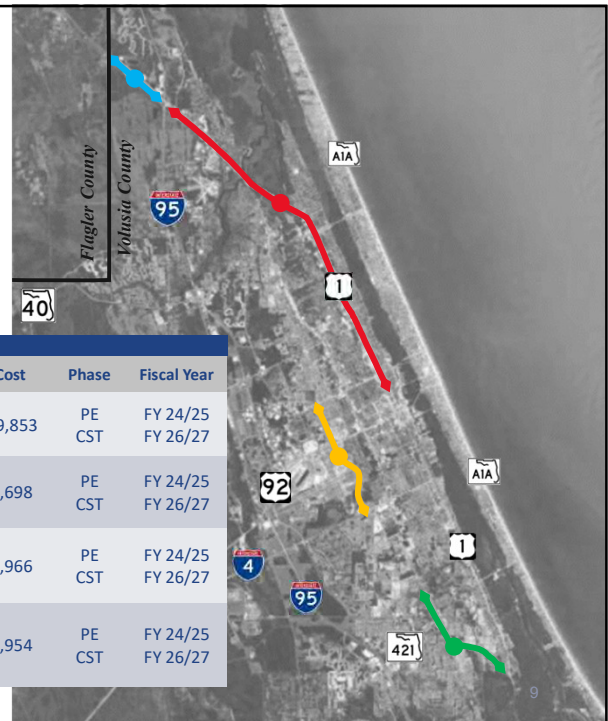 Flagler County
Volusia County
INTERSTATE
95
A1A
1
40
Cost Phase Fiscal Year
9,853 PE FY 24/25
CST FY 26/27
,698 PE FY 24/25
CST FY 26/27
,966 PE FY 24/25
CST FY 26/27
,954 PE FY 24/25
CST FY 26/27
92
A1A
1
4
95
421
9